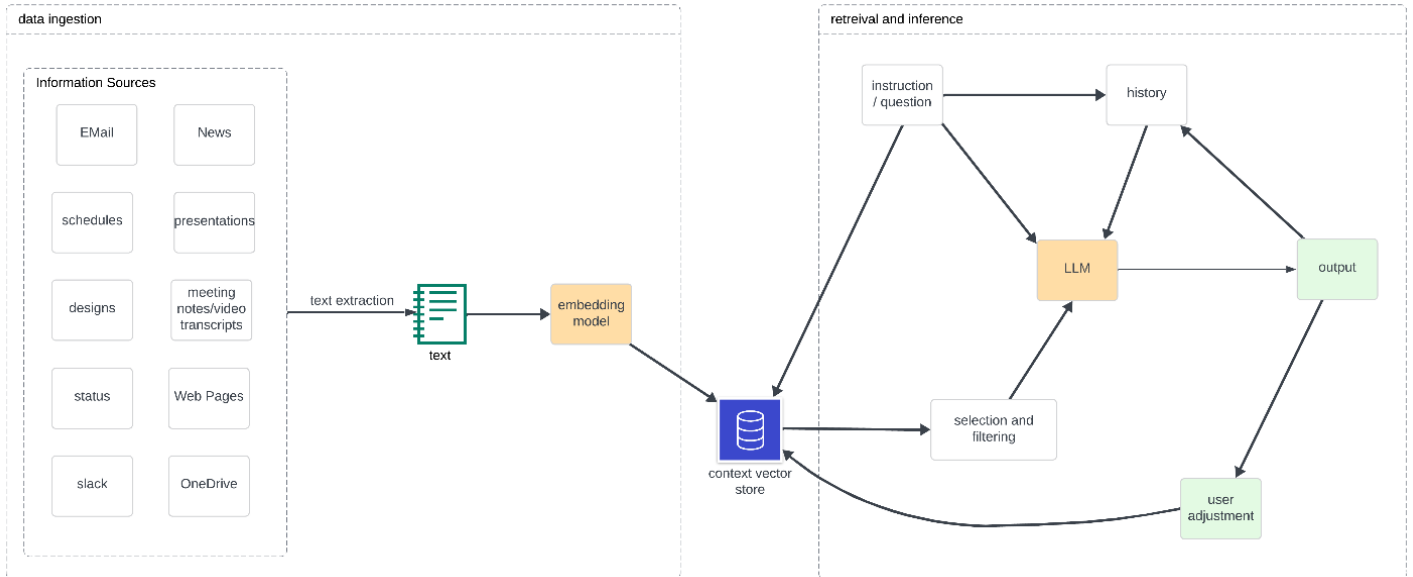 data ingestion
Information Sources
EMail
News
schedules
presentations
designs
meeting
notes/video
transcripts
status
Web Pages
slack
OneDrive
text extraction
text
embedding
model
context vector
store
retreival and inference
instruction
/ question
history
LLM
output
selection and
filtering
user
adjustment